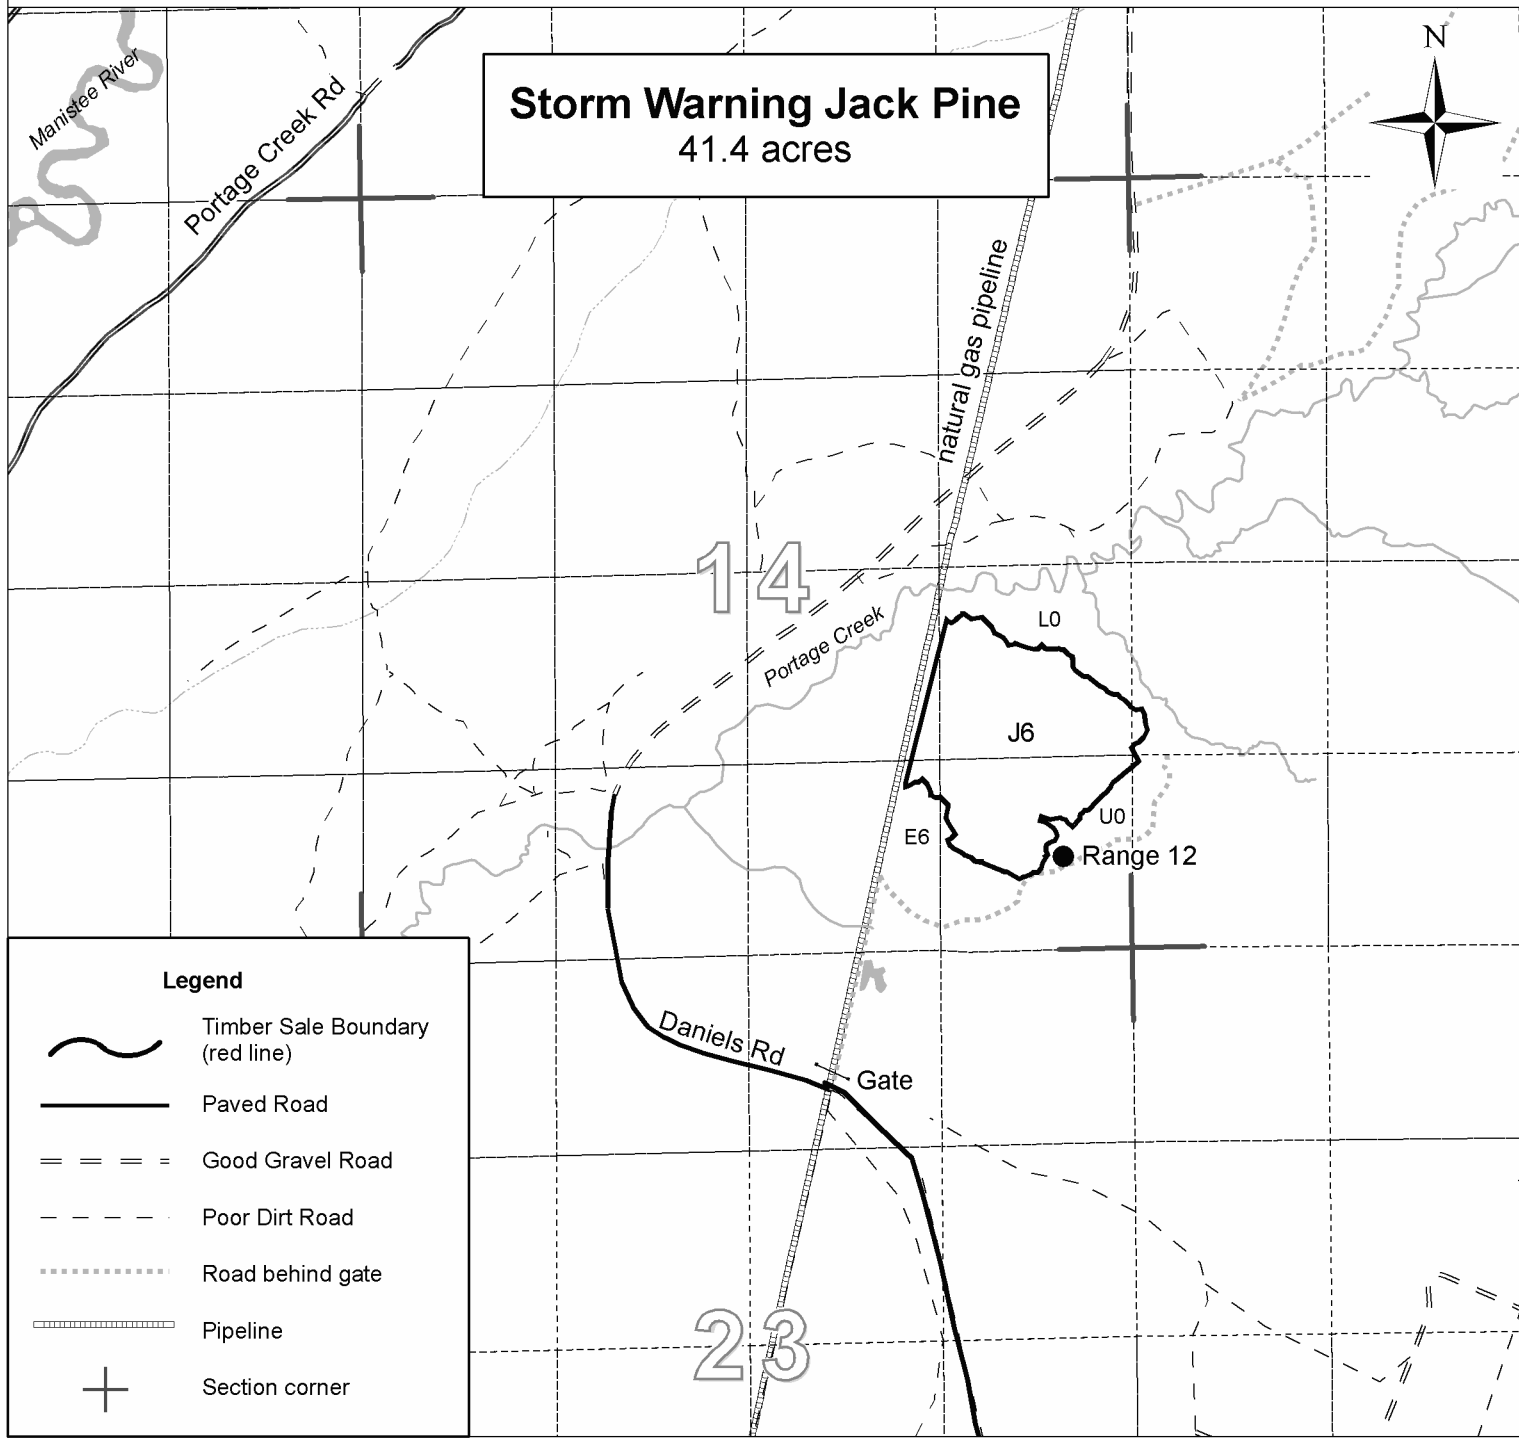 Manistee River
Portage Creek Rd
Storm Warning Jack Pine
41.4 acres
N
natural gas pipeline
14
Portage Creek
L0
J6
E6
U0
Range 12
Daniels Rd
Gate
23
Legend
Timber Sale Boundary
(red line)
Paved Road
Good Gravel Road
Poor Dirt Road
Road behind gate
Pipeline
Section corner